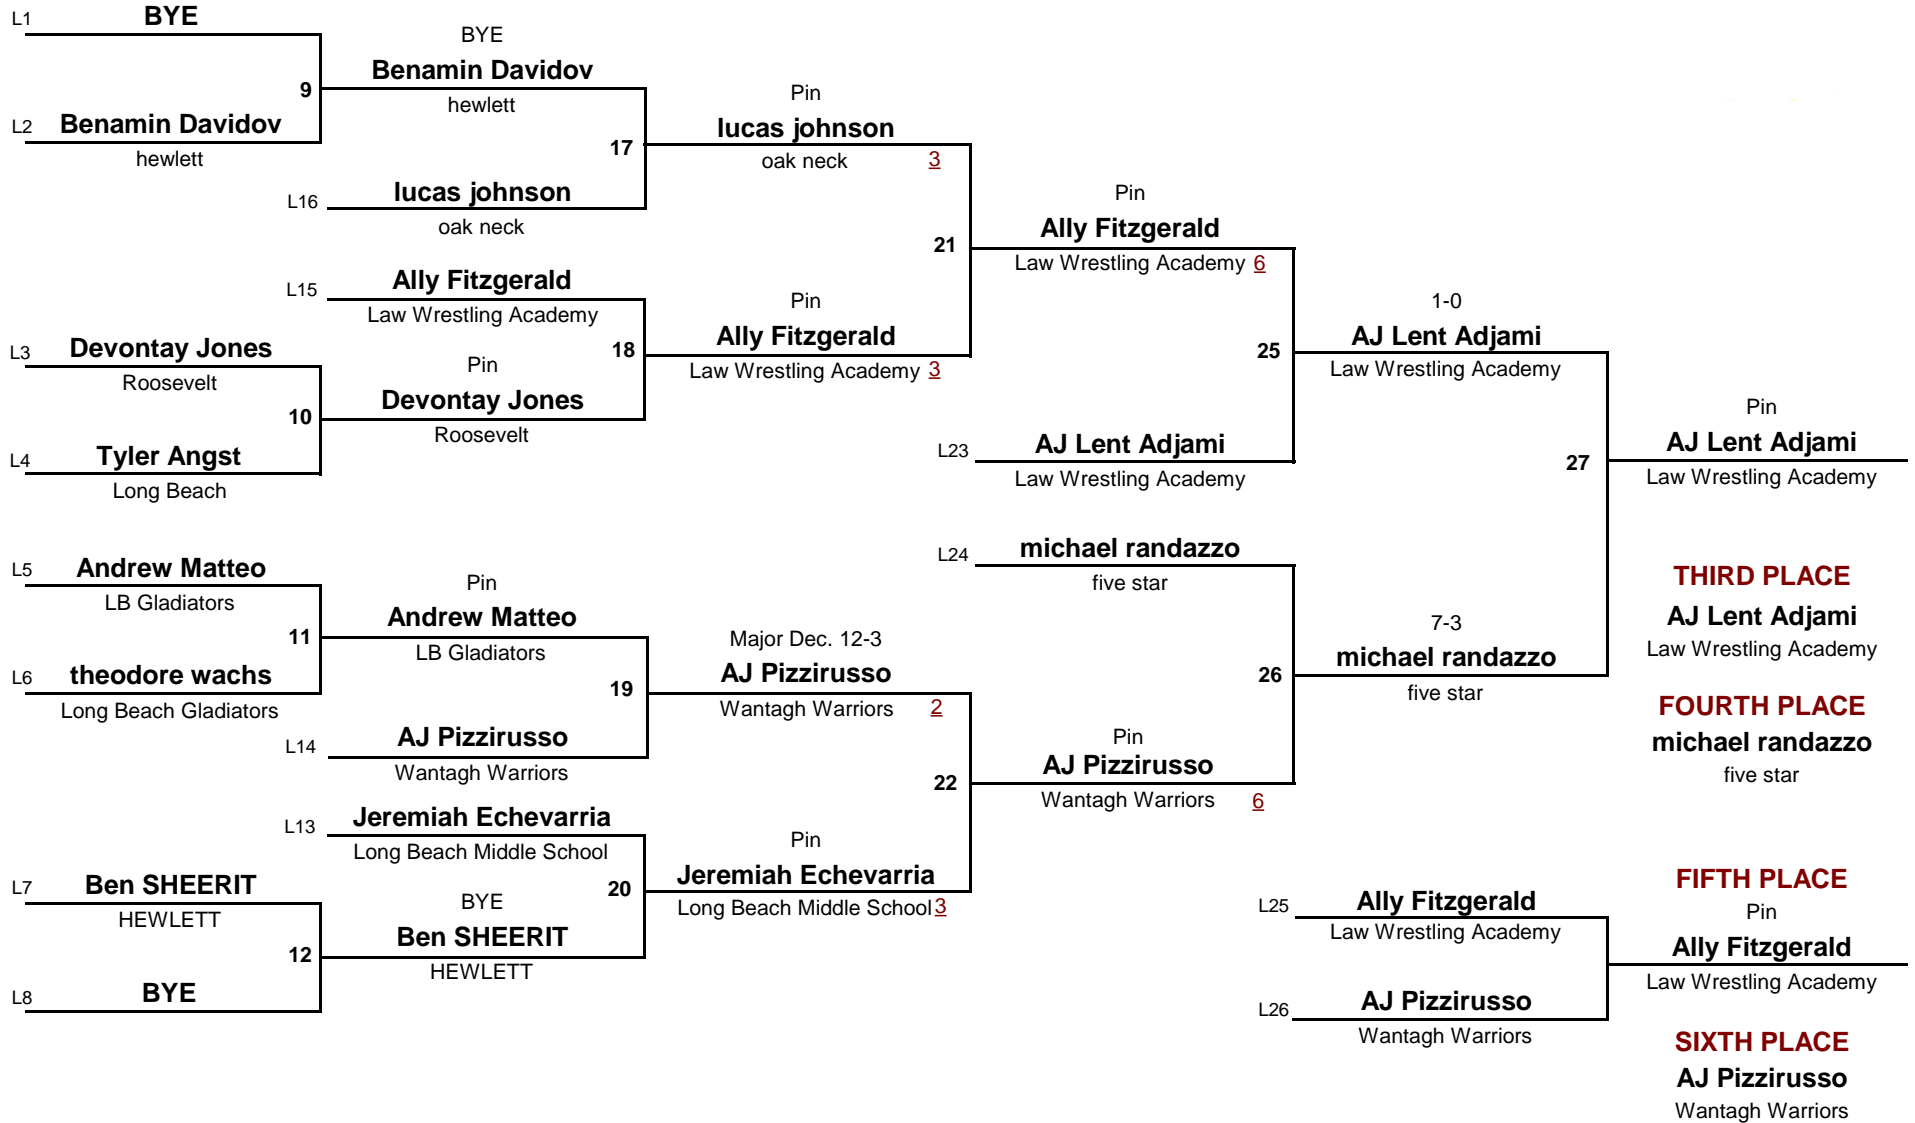 L1 BYE
BYE
Benamin Davidov
9
hewlett
L2 Benamin Davidov
hewlett
Pin
lucas johnson
17
oak neck 3
L16 lucas johnson
oak neck
Pin
Ally Fitzgerald
21
Law Wrestling Academy 6
L15 Ally Fitzgerald
Law Wrestling Academy
Pin
Ally Fitzgerald
18
Law Wrestling Academy 3
L3 Devontay Jones
Roosevelt
Pin
Devontay Jones
10
Roosevelt
L4 Tyler Angst
Long Beach
1-0
AJ Lent Adjami
25
Law Wrestling Academy
L23 AJ Lent Adjami
Law Wrestling Academy
Pin
AJ Lent Adjami
27
Law Wrestling Academy
L5 Andrew Matteo
LB Gladiators
Pin
Andrew Matteo
11
LB Gladiators
L6 theodore wachs
Long Beach Gladiators
Major Dec. 12-3
AJ Pizzirusso
19
Wantagh Warriors 2
L14 AJ Pizzirusso
Wantagh Warriors
L24 michael randazzo
five star
7-3
michael randazzo
26
five star
Pin
AJ Pizzirusso
22
Wantagh Warriors 6
L13 Jeremiah Echevarria
Long Beach Middle School
Pin
Jeremiah Echevarria
20
Long Beach Middle School 3
L7 Ben SHEERIT
HEWLETT
BYE
Ben SHEERIT
12
HEWLETT
L8 BYE
THIRD PLACE
AJ Lent Adjami
Law Wrestling Academy
FOURTH PLACE
michael randazzo
five star
L25 Ally Fitzgerald
Law Wrestling Academy
L26 AJ Pizzirusso
Wantagh Warriors
FIFTH PLACE
Pin
Ally Fitzgerald
Law Wrestling Academy
SIXTH PLACE
AJ Pizzirusso
Wantagh Warriors